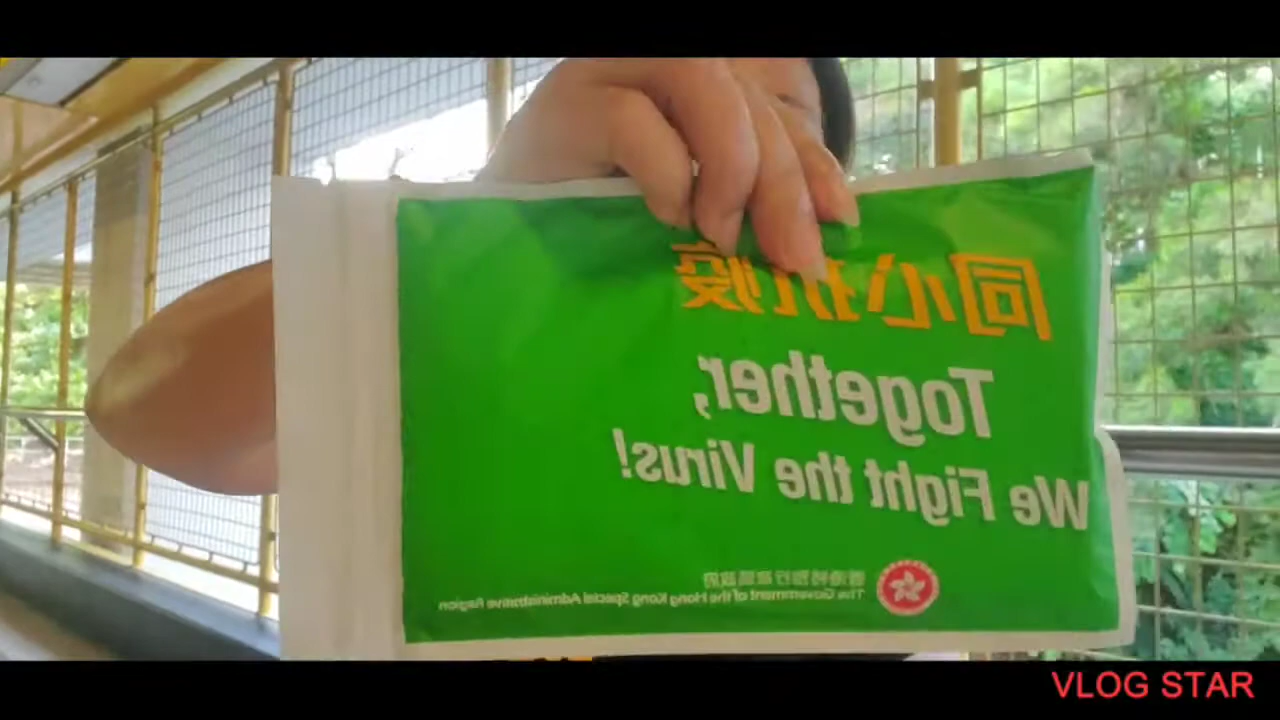 同心抗疫
Together,
We Fight the Virus!
香港特別行政區政府
The Government of the Hong Kong Special Administrative Region
VLOG STAR